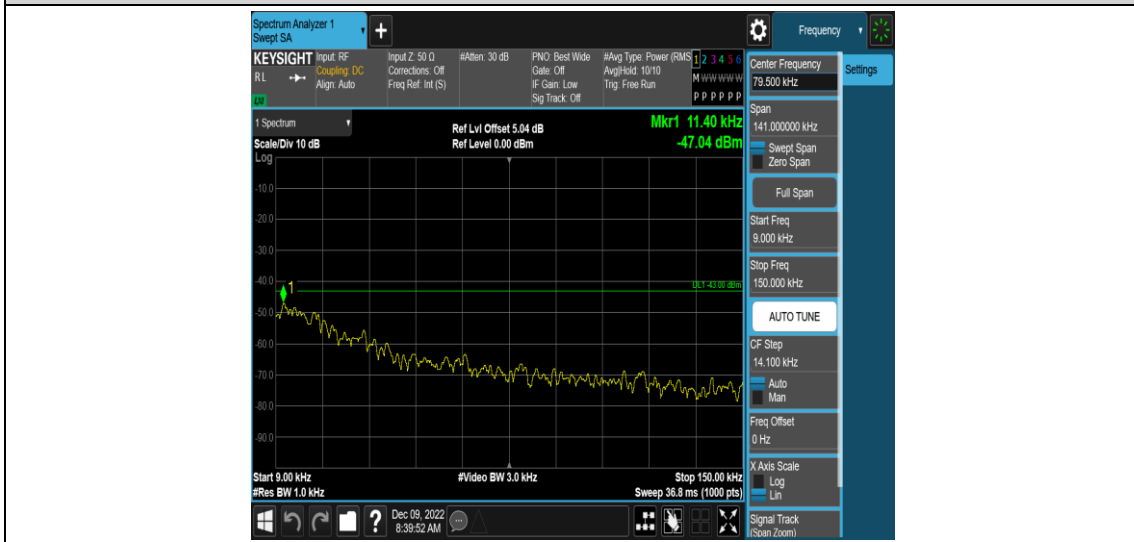 Spectrum Analyzer 1
Swept SA
+
Frequency
KEYSIGHT
RL
LXI
Input: RF
Coupling: DC
Align: Auto
Input Z: 50 Ω
Corrections: Off
Freq Ref: Int (S)
#Atten: 30 dB
PNO: Best Wide
Gate: Off
IF Gain: Low
Sig Track: Off
#Avg Type: Power (RMS
Avg|Hold: 10/10
Trig: Free Run
1 2 3 4 5 6
M W W W W W
P P P P P P
Center Frequency
79.500 kHz
Settings
1 Spectrum
Scale/Div 10 dB
Log
Ref Lvl Offset 5.04 dB
Ref Level 0.00 dBm
Mkr1 11.40 kHz
-47.04 dBm
Span
141.000000 kHz
Swept Span
Zero Span
Full Span
Start Freq
9.000 kHz
Stop Freq
150.000 kHz
AUTO TUNE
CF Step
14.100 kHz
Auto
Man
Freq Offset
0 Hz
X Axis Scale
Log
Lin
Signal Track
(Span Zoom)
-10.0
-20.0
-30.0
-40.0
1
DL1 -43.00 dBm
-50.0
-60.0
-70.0
-80.0
-90.0
Start 9.00 kHz
#Res BW 1.0 kHz
#Video BW 3.0 kHz
Stop 150.00 kHz
Sweep 36.8 ms (1000 pts)
?
Dec 09, 2022
8:39:52 AM